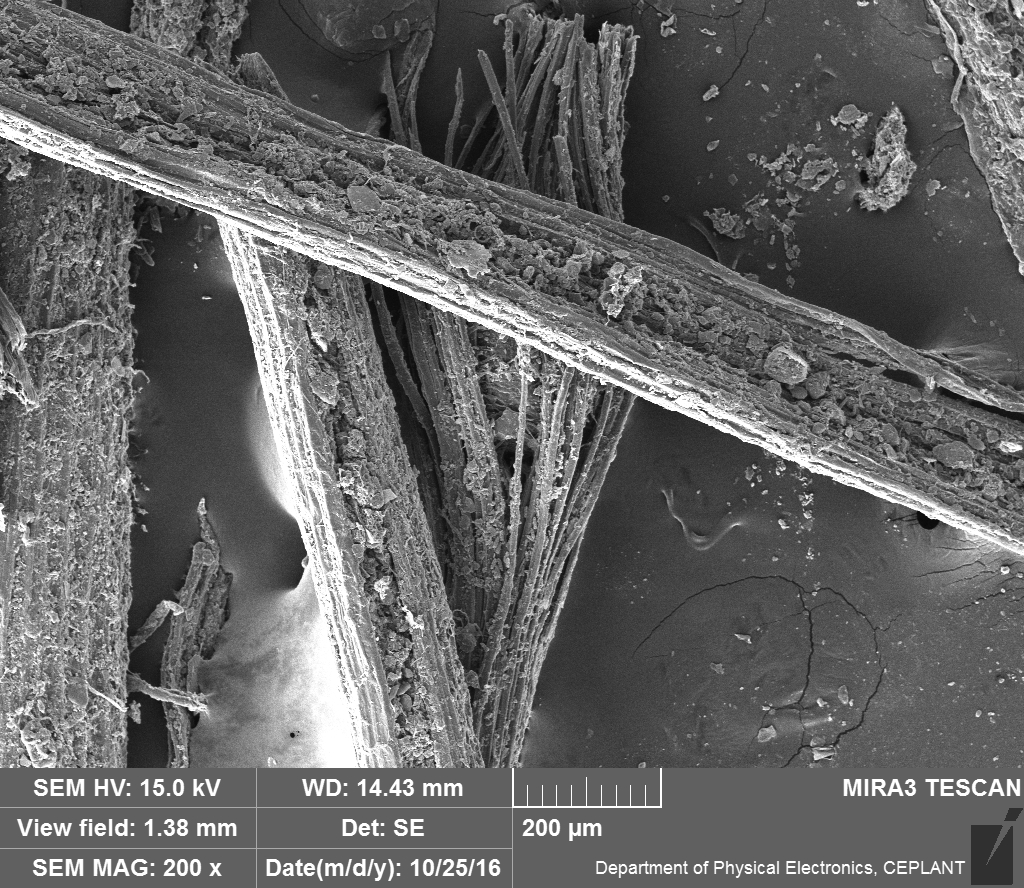 SEM HV: 15.0 kV
WD: 14.43 mm
MIRA3 TESCAN
View field: 1.38 mm
Det: SE
200 µm
SEM MAG: 200 x
Date(m/d/y): 10/25/16
Department of Physical Electronics, CEPLANT